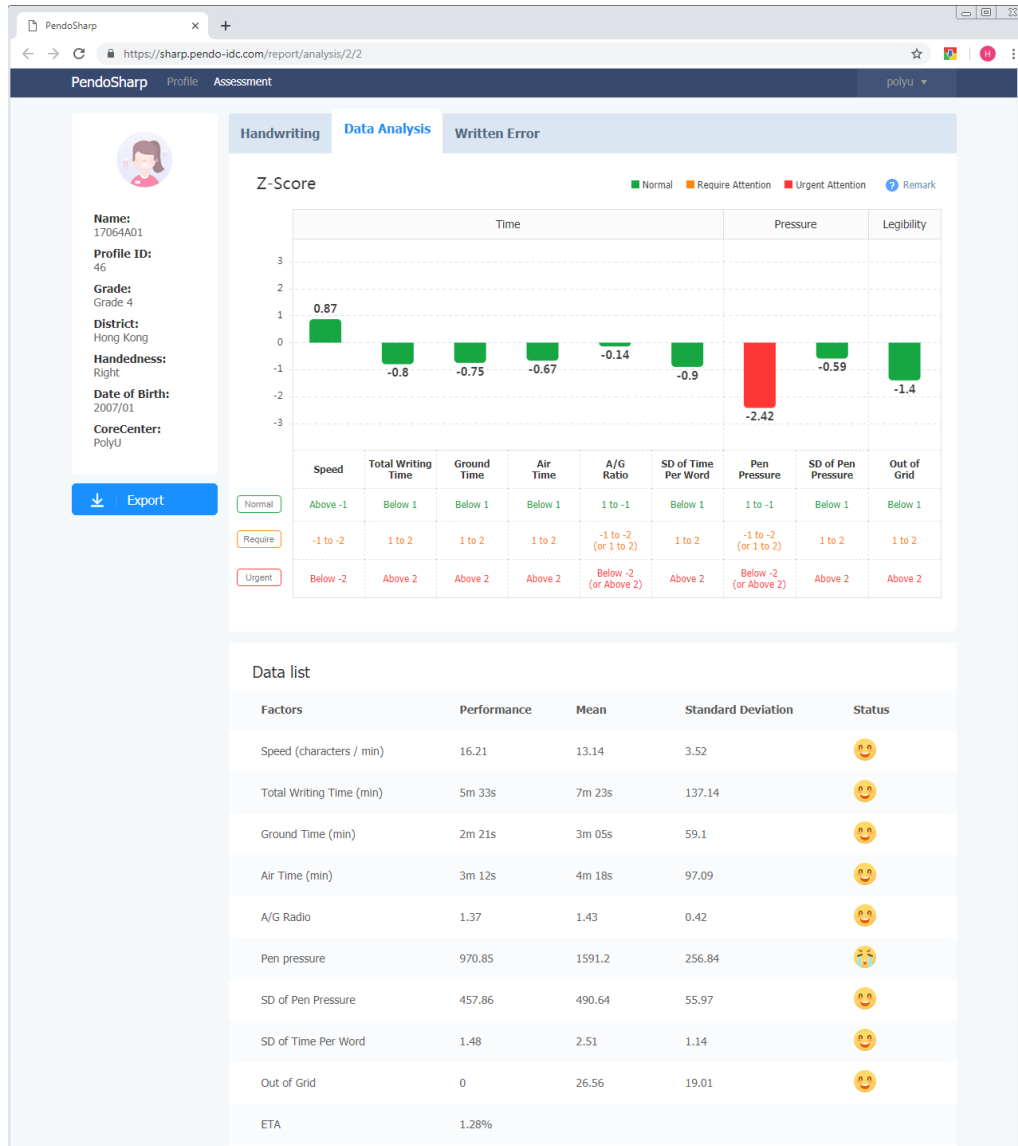 PendoSharp
https://sharp.pendo-idc.com/report/analysis/2/2
H
PendoSharp Profile Assessment polyu
Handwriting Data Analysis Written Error
Name:
17064A01
Profile ID:
46
Grade:
Grade 4
District:
Hong Kong
Handedness:
Right
Date of Birth:
2007/01
CoreCenter:
PolyU
Export
Z-Score Normal Require Attention Urgent Attention ? Remark
Time Pressure Legibility
3
2
1
0
-1
-2
-3
0.87 -0.8 -0.75 -0.67 -0.14 -0.9 -2.42 -0.59 -1.4
Speed Total Writing Time Ground Time Air Time A/G Ratio SD of Time Per Word Pen Pressure SD of Pen Pressure Out of Grid
Normal Above -1 Below 1 Below 1 Below 1 1 to -1 Below 1 1 to -1 Below 1 Below 1
Require -1 to -2 1 to 2 1 to 2 1 to 2 -1 to -2 (or 1 to 2) 1 to 2 -1 to -2 (or 1 to 2) 1 to 2 1 to 2
Urgent Below -2 Above 2 Above 2 Above 2 Below -2 (or Above 2) Above 2 Below -2 (or Above 2) Above 2 Above 2
Data list
Factors Performance Mean Standard Deviation Status
Speed (characters / min) 16.21 13.14 3.52
Total Writing Time (min) 5m 33s 7m 23s 137.14
Ground Time (min) 2m 21s 3m 05s 59.1
Air Time (min) 3m 12s 4m 18s 97.09
A/G Radio 1.37 1.43 0.42
Pen pressure 970.85 1591.2 256.84
SD of Pen Pressure 457.86 490.64 55.97
SD of Time Per Word 1.48 2.51 1.14
Out of Grid 0 26.56 19.01
ETA 1.28%